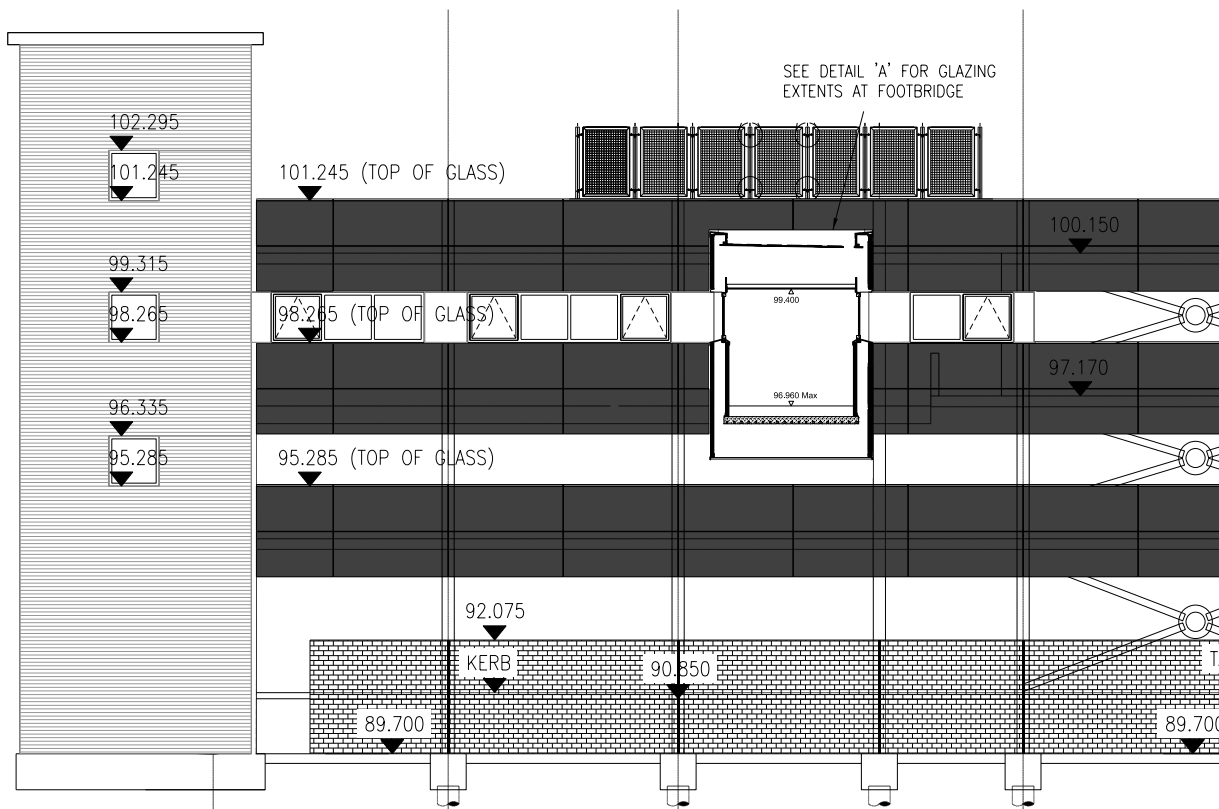 SEE DETAIL 'A' FOR GLAZING
EXTENTS AT FOOTBRIDGE
102.295
101.245
101.245 (TOP OF GLASS)
100.150
99.315
99.400
98.265
98.265 (TOP OF GLASS)
97.170
96.960 Max
96.335
95.285
95.285 (TOP OF GLASS)
92.075
KERB
90.850
89.700
89.700